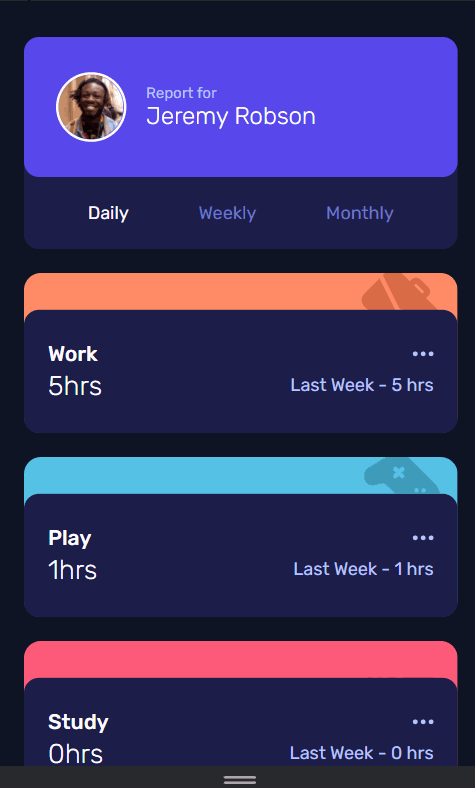 Report for
Jeremy Robson
Daily Weekly Monthly
Work
5hrs
Last Week - 5 hrs
Play
1hrs
Last Week - 1 hrs
Study
0hrs
Last Week - 0 hrs